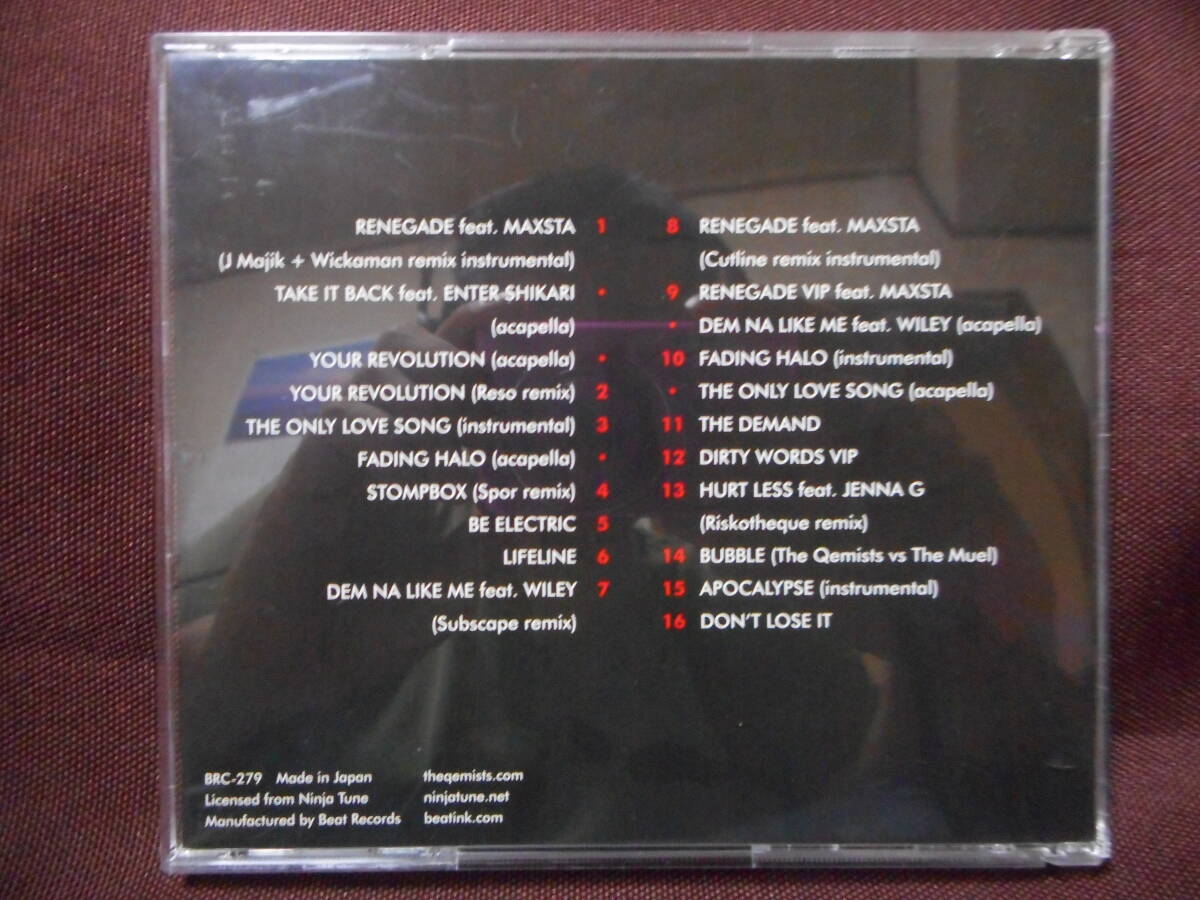 RENEGADE feat. MAXSTA 1
(J Majik + Wickaman remix instrumental)
TAKE IT BACK feat. ENTER SHIKARI •
(acapella)
YOUR REVOLUTION (acapella) •
YOUR REVOLUTION (Reso remix) 2
THE ONLY LOVE SONG (instrumental) 3
FADING HALO (acapella) •
STOMPBOX (Spor remix) 4
BE ELECTRIC 5
LIFELINE 6
DEM NA LIKE ME feat. WILEY 7
(Subscape remix)
8 RENEGADE feat. MAXSTA
(Cutline remix instrumental)
9 RENEGADE VIP feat. MAXSTA
• DEM NA LIKE ME feat. WILEY (acapella)
10 FADING HALO (instrumental)
• THE ONLY LOVE SONG (acapella)
11 THE DEMAND
12 DIRTY WORDS VIP
13 HURT LESS feat. JENNA G
(Riskotheque remix)
14 BUBBLE (The Qemists vs The Muel)
15 APOCALYPSE (instrumental)
16 DON'T LOSE IT
BRC-279 Made in Japan
Licensed from Ninja Tune
Manufactured by Beat Records
theqemists.com
ninjatune.net
beatink.com